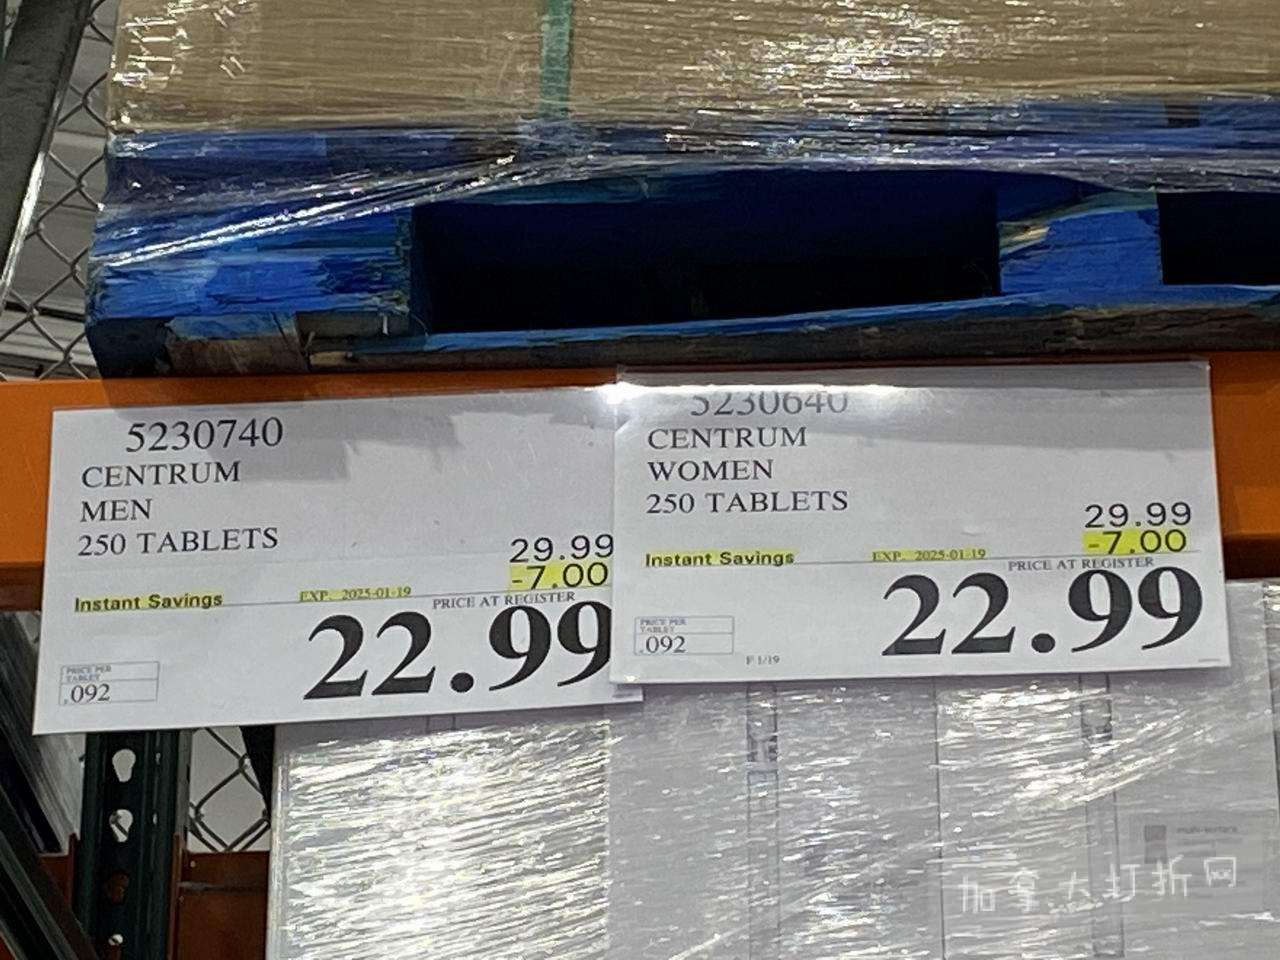 5230740
CENTRUM
MEN
250 TABLETS
29.99
-7.00
Instant Savings
EXP. 2025-01-19
PRICE AT REGISTER
22.99
PRICE PER
TABLET
.092
5230640
CENTRUM
WOMEN
250 TABLETS
29.99
-7.00
Instant Savings
EXP. 2025-01-19
PRICE AT REGISTER
22.99
PRICE PER
TABLET
.092
F 1/19
加拿大打折网